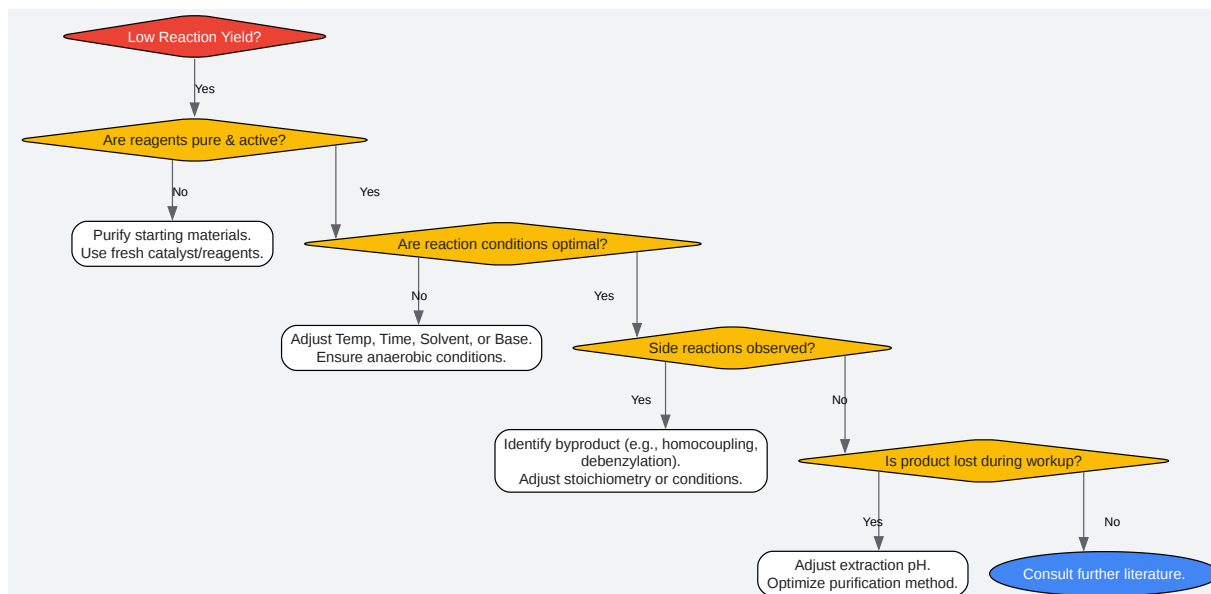 Low Reaction Yield?
Yes
Are reagents pure & active?
No
Yes
Purify starting materials.
Use fresh catalyst/reagents.
Are reaction conditions optimal?
No
Yes
Adjust Temp, Time, Solvent, or Base.
Ensure anaerobic conditions.
Side reactions observed?
Yes
No
Identify byproduct (e.g., homocoupling,
debenzylation).
Adjust stoichiometry or conditions.
Is product lost during workup?
Yes
No
Adjust extraction pH.
Optimize purification method.
Consult further literature.